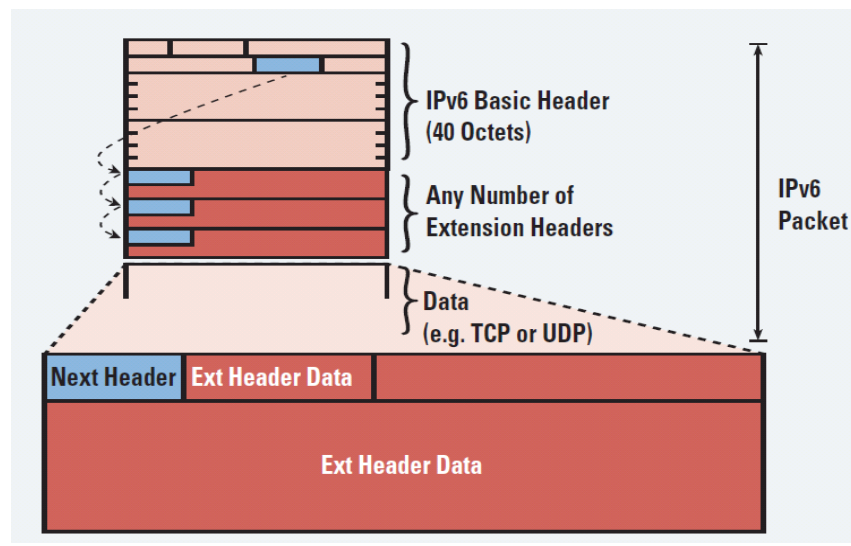 IPv6 Basic Header
(40 Octets)
Any Number of
Extension Headers
IPv6
Packet
Data
(e.g. TCP or UDP)
Next Header
Ext Header Data
Ext Header Data